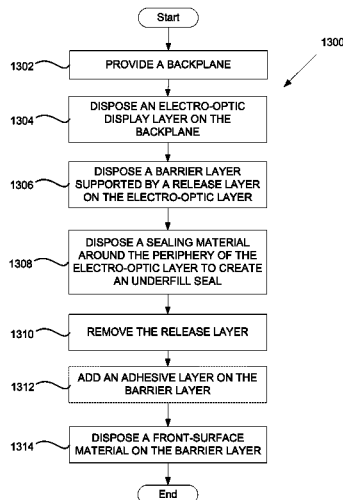 Start
1300
1302
PROVIDE A BACKPLANE
1304
DISPOSE AN ELECTRO-OPTIC
DISPLAY LAYER ON THE
BACKPLANE
1306
DISPOSE A BARRIER LAYER
SUPPORTED BY A RELEASE LAYER
ON THE ELECTRO-OPTIC LAYER
1308
DISPOSE A SEALING MATERIAL
AROUND THE PERIPHERY OF THE
ELECTRO-OPTIC LAYER TO CREATE
AN UNDERFILL SEAL
1310
REMOVE THE RELEASE LAYER
1312
ADD AN ADHESIVE LAYER ON THE
BARRIER LAYER
1314
DISPOSE A FRONT-SURFACE
MATERIAL ON THE BARRIER LAYER
End